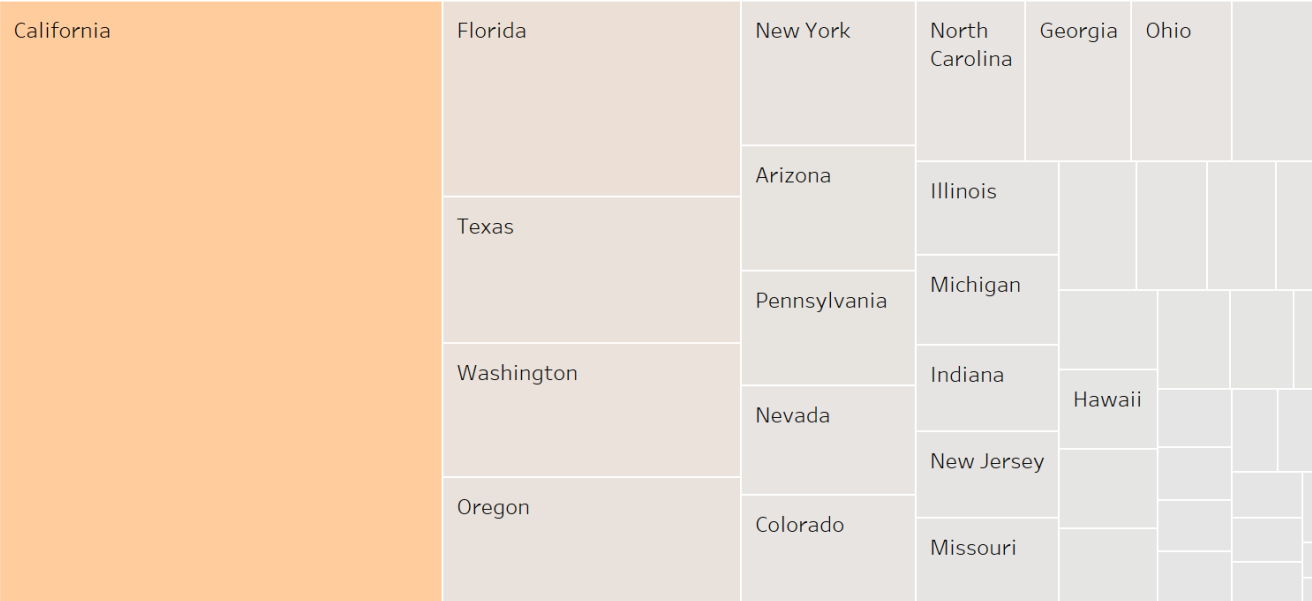 California
Florida
Texas
Washington
Oregon
New York
Arizona
Pennsylvania
Nevada
Colorado
North
Carolina
Georgia
Ohio
Illinois
Michigan
Indiana
New Jersey
Missouri
Hawaii